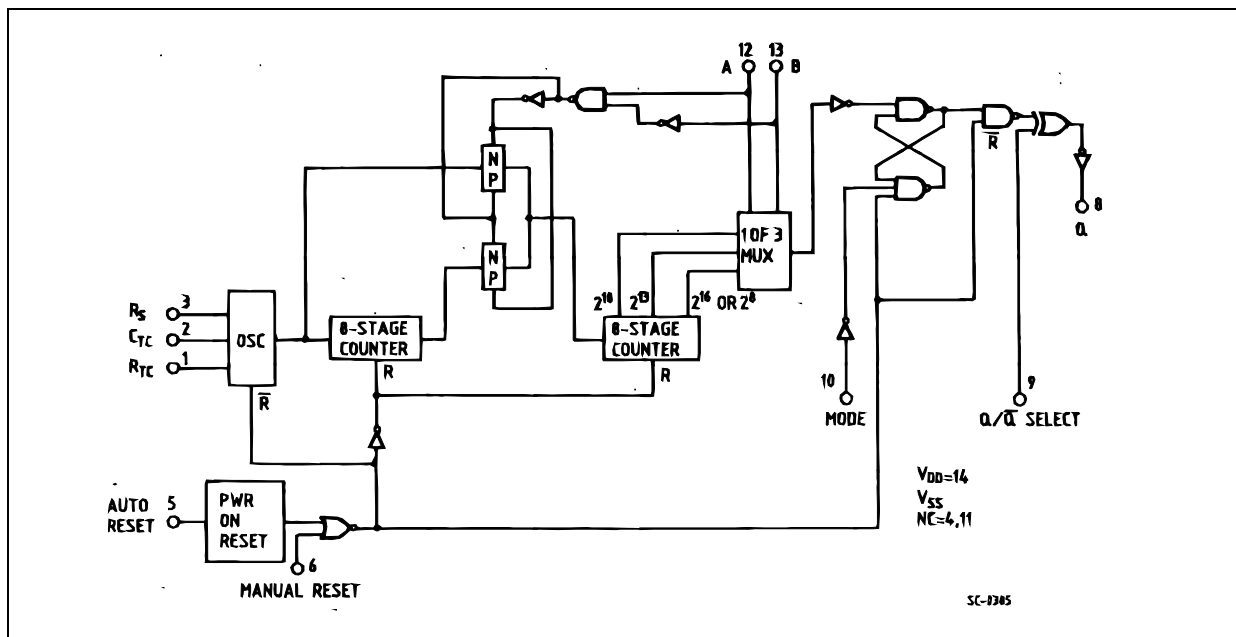 12 13
A B
N
P
N
P
1 OF 3
MUX
R̅
8
Q
2¹⁰ 2¹³ 2¹⁶ OR 2⁸
RS 3
CTC 2
RTC 1
OSC
8-STAGE
COUNTER
8-STAGE
COUNTER
R
R
R̅
10
MODE
9
Q/Q̅ SELECT
AUTO
RESET
5
PWR
ON
RESET
6
MANUAL RESET
VDD=14
VSS
NC=4,11
SC-0305